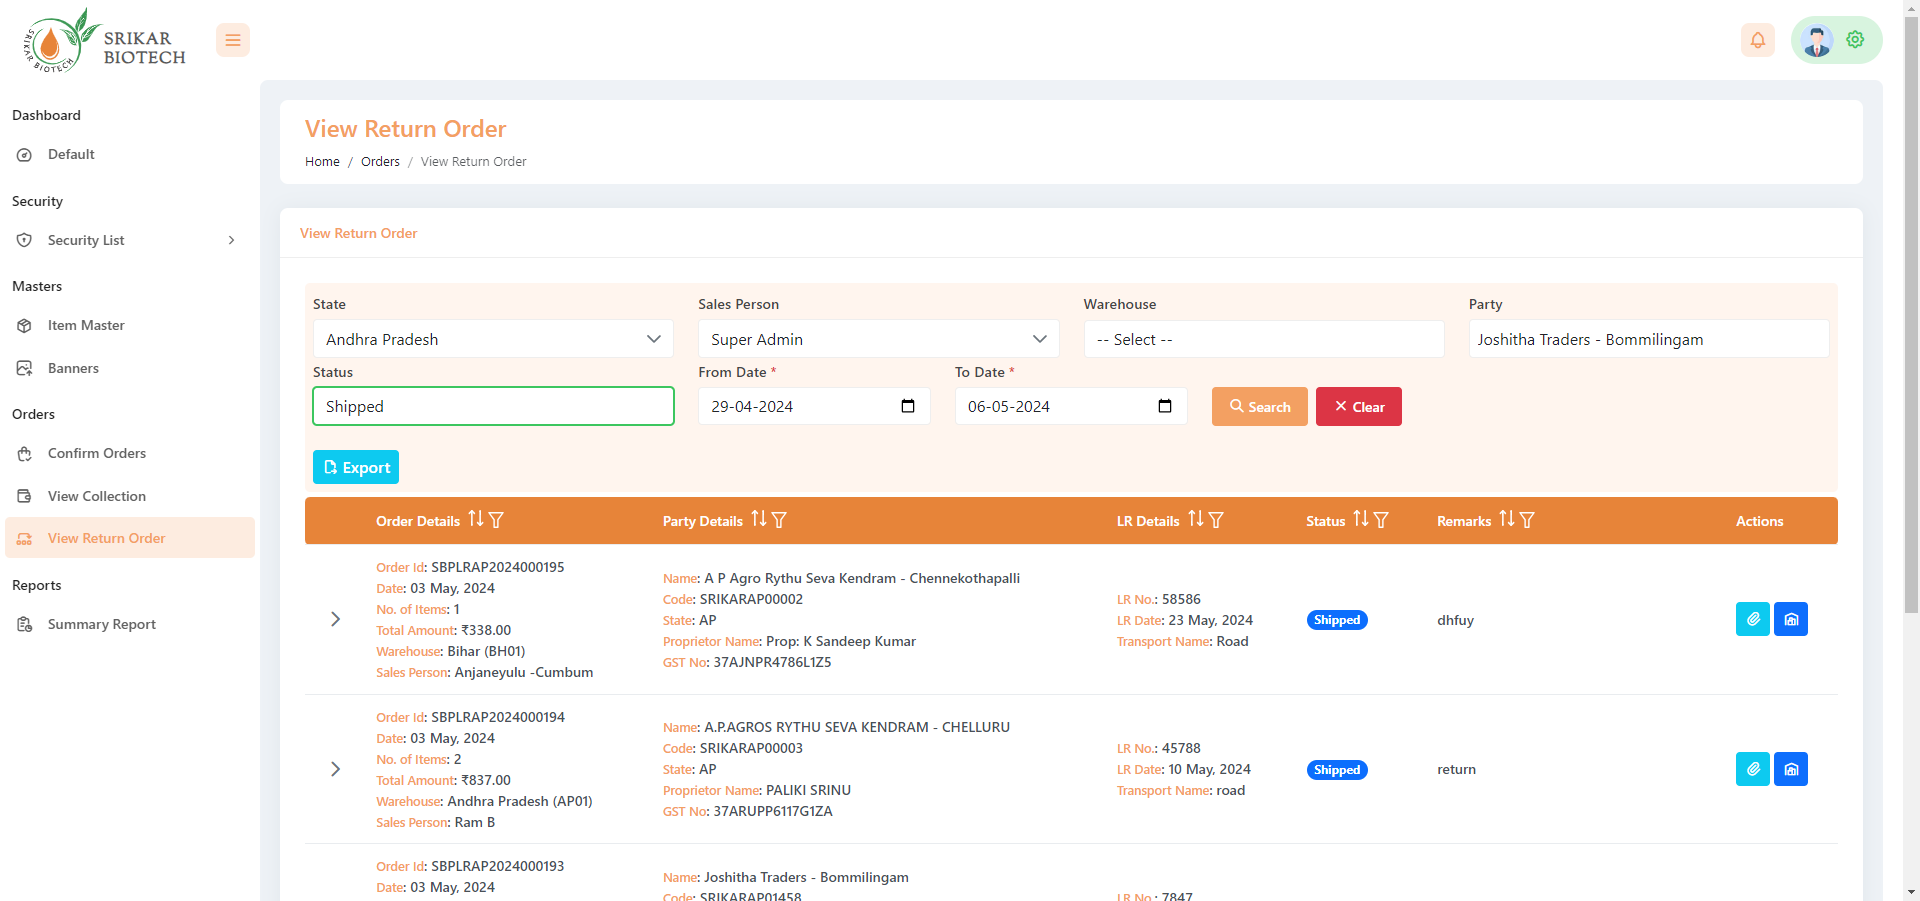 SRIKAR BIOTECH
SRIKAR
BIOTECH
Dashboard
Default
Security
Security List
Masters
Item Master
Banners
Orders
Confirm Orders
View Collection
View Return Order
Reports
Summary Report
View Return Order
Home / Orders / View Return Order
View Return Order
State Sales Person Warehouse Party
Andhra Pradesh Super Admin -- Select -- Joshitha Traders - Bommilingam
Status From Date * To Date *
Shipped 29-04-2024 06-05-2024 Search Clear
Export
Order Details Party Details LR Details Status Remarks Actions
Order Id: SBPLRAP2024000195
Date: 03 May, 2024
No. of Items: 1
Total Amount: ₹338.00
Warehouse: Bihar (BH01)
Sales Person: Anjaneyulu -Cumbum
Name: A P Agro Rythu Seva Kendram - Chennekothapalli
Code: SRIKARAP00002
State: AP
Proprietor Name: Prop: K Sandeep Kumar
GST No: 37AJNPR4786L1Z5
LR No.: 58586
LR Date: 23 May, 2024
Transport Name: Road
Shipped
dhfuy
Order Id: SBPLRAP2024000194
Date: 03 May, 2024
No. of Items: 2
Total Amount: ₹837.00
Warehouse: Andhra Pradesh (AP01)
Sales Person: Ram B
Name: A.P.AGROS RYTHU SEVA KENDRAM - CHELLURU
Code: SRIKARAP00003
State: AP
Proprietor Name: PALIKI SRINU
GST No: 37ARUPP6117G1ZA
LR No.: 45788
LR Date: 10 May, 2024
Transport Name: road
Shipped
return
Order Id: SBPLRAP2024000193
Date: 03 May, 2024
Name: Joshitha Traders - Bommilingam
Code: SRIKARAP01458
LR No.: 7847